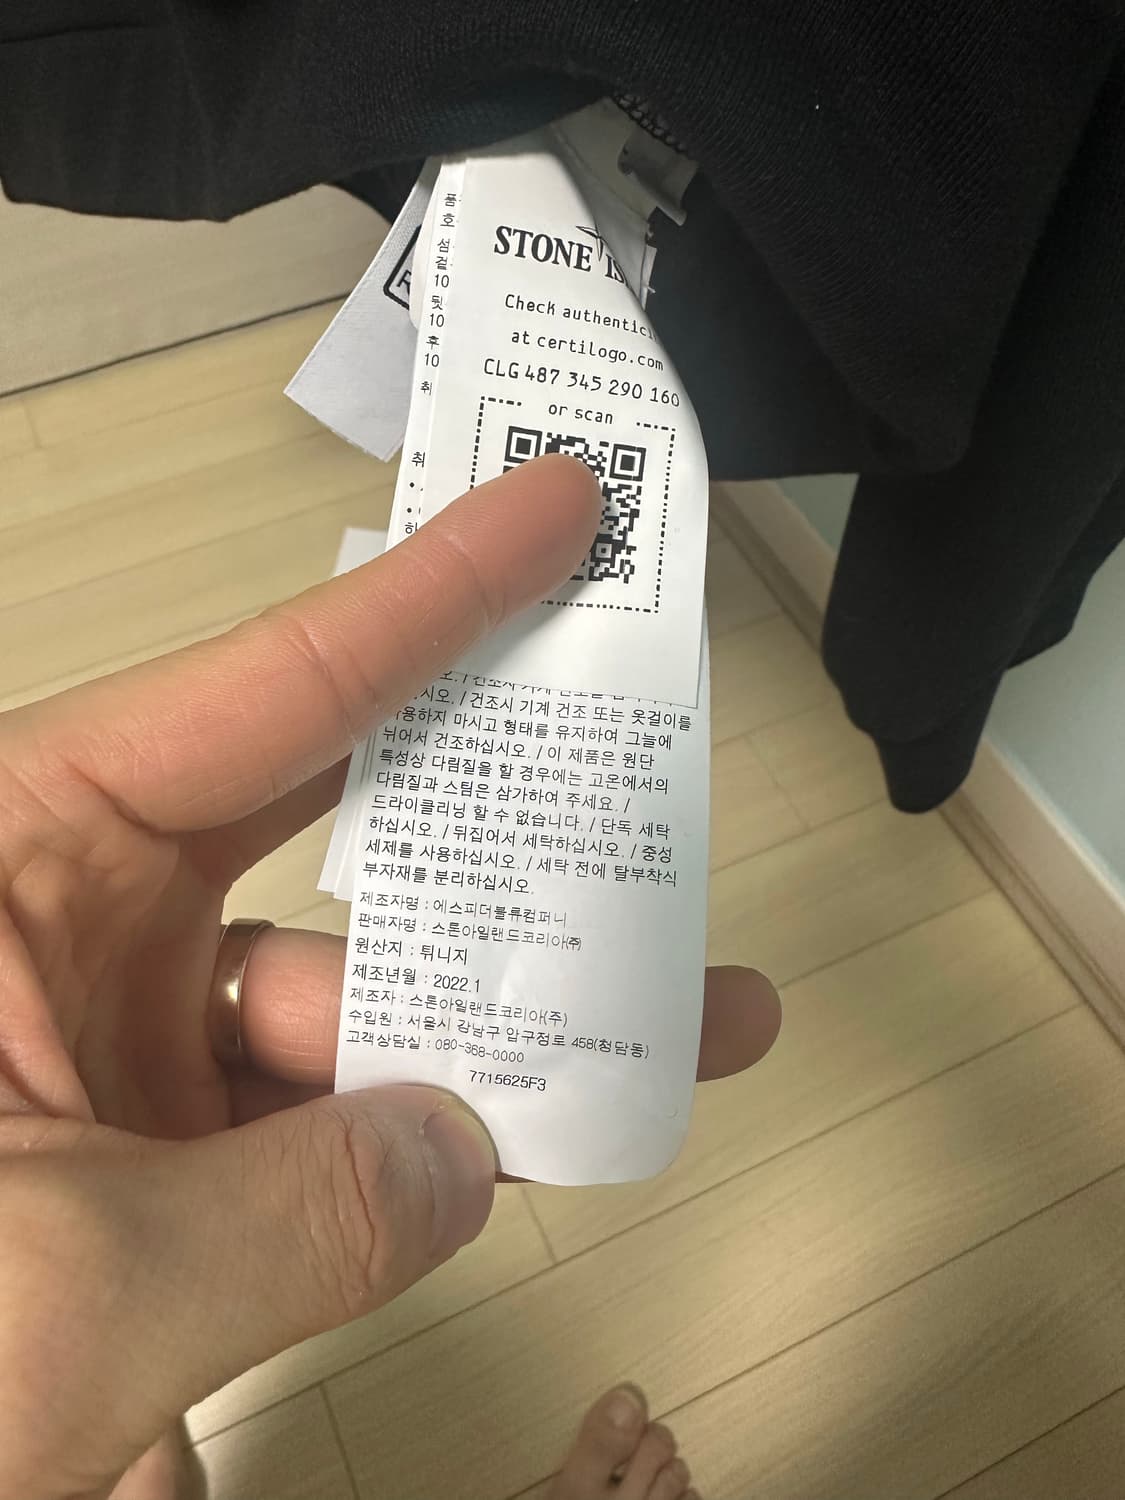 STONE
Check
at certilogo.com
CLG 487 345 290 160
or scan
품
호
섬
겉
10
뒷
10
후
10
취
취
시오. / 건조시 기계 건조 또는 옷걸이를
마시고 형태를 유지하여 그늘에
뉘어서 건조하십시오. / 이 제품은 원단
특성상 다림질을 할 경우에는 고온에서의
다림질과 스팀은 삼가하여 주세요. /
드라이클리닝 할 수 없습니다. / 단독 세탁
하십시오. / 뒤집어서 세탁하십시오. / 중성
세제를 사용하십시오. / 세탁 전에 탈부착식
부자재를 분리하십시오.
제조자명 : 에스피더블류컴퍼니
판매자명 : 스톤아일랜드코리아㈜
원산지 : 튀니지
제조년월 : 2022.1
제조자 : 스톤아일랜드코리아(주)
수입원 : 서울시 강남구 압구정로 458(청담동)
고객상담실 : 080-368-0000
7715625F3